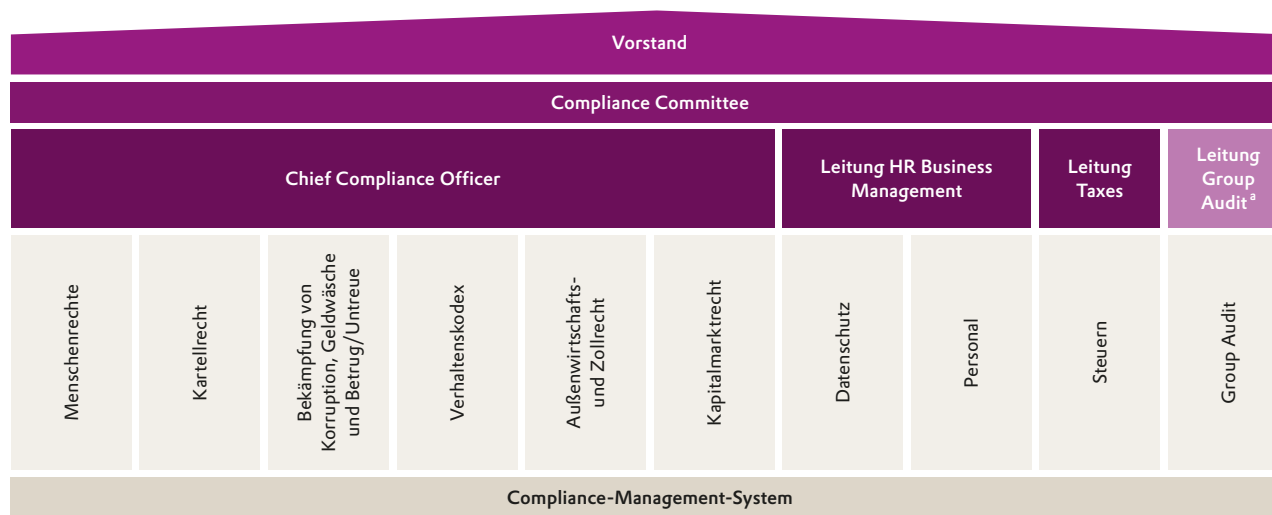 Vorstand
Compliance Committee
Chief Compliance Officer
Leitung HR Business
Management
Leitung
Taxes
Leitung
Group
Audit a
Menschenrechte
Kartellrecht
Bekämpfung von
Korruption, Geldwäsche
und Betrug/Untreue
Verhaltenskodex
Außenwirtschafts-
und Zollrecht
Kapitalmarktrecht
Datenschutz
Personal
Steuern
Group Audit
Compliance-Management-System